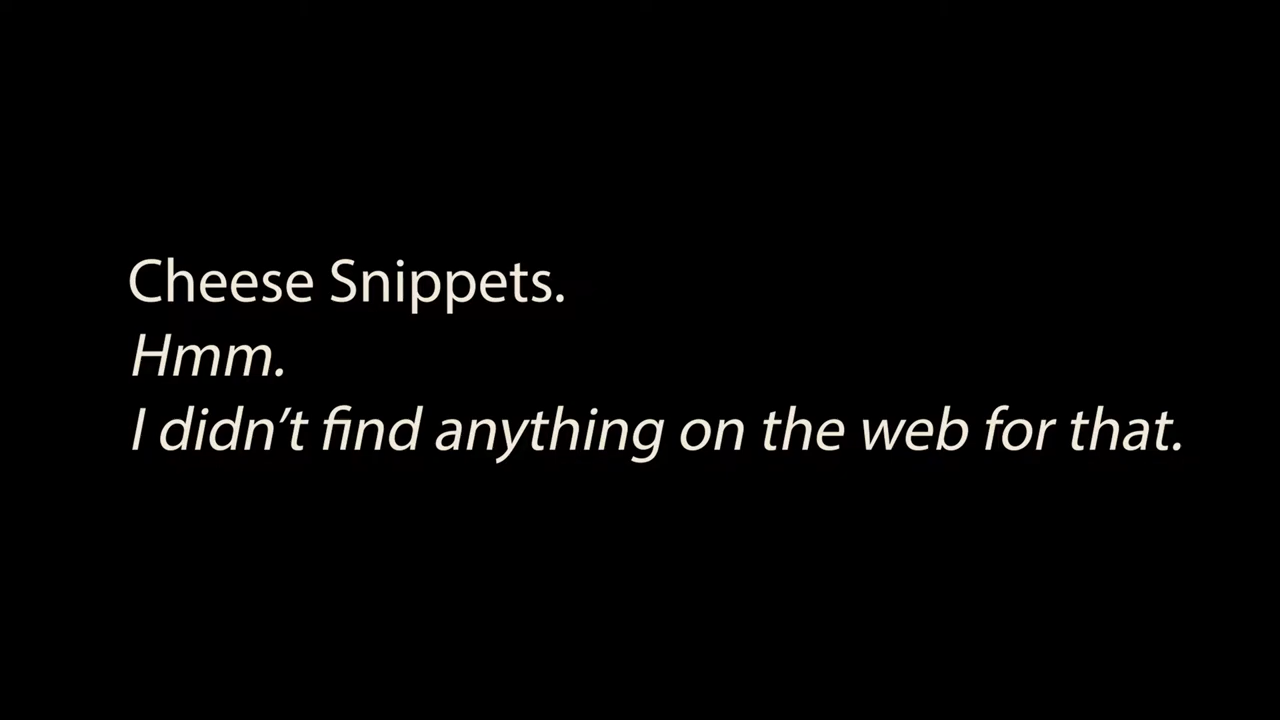 Cheese Snippets.
Hmm.
I didn’t find anything on the web for that.